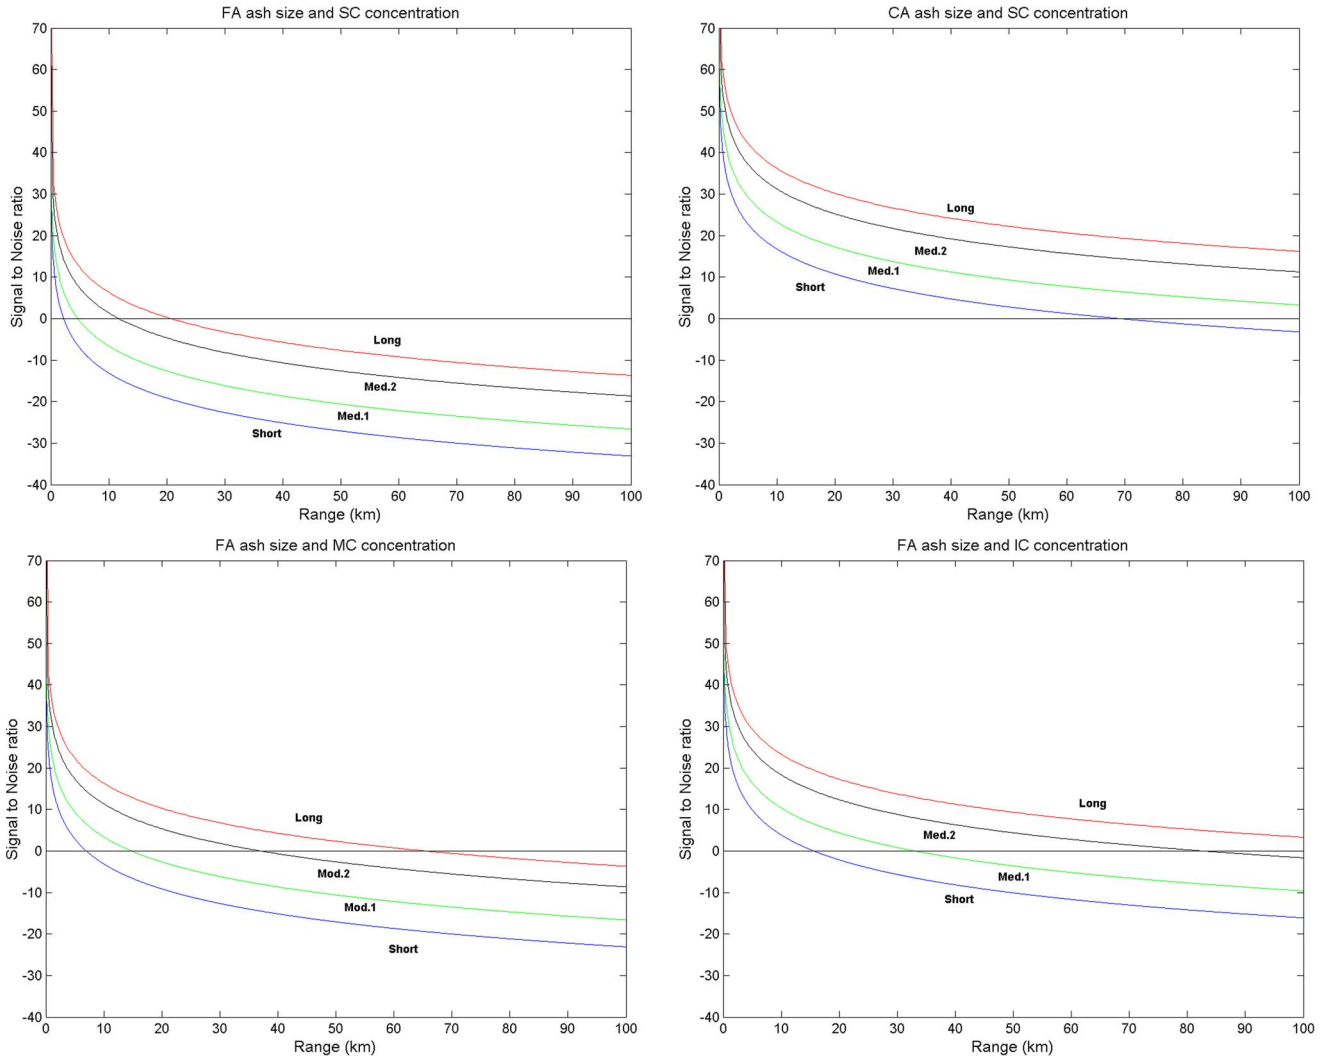 FA ash size and SC concentration
70
60
50
40
30
20
10
0
-10
-20
-30
-40
Signal to Noise ratio
Long
Med.2
Med.1
Short
0 10 20 30 40 50 60 70 80 90 100
Range (km)
CA ash size and SC concentration
70
60
50
40
30
20
10
0
-10
-20
-30
-40
Signal to Noise ratio
Long
Med.2
Med.1
Short
0 10 20 30 40 50 60 70 80 90 100
Range (km)
FA ash size and MC concentration
70
60
50
40
30
20
10
0
-10
-20
-30
-40
Signal to Noise ratio
Long
Mod.2
Mod.1
Short
0 10 20 30 40 50 60 70 80 90 100
Range (km)
FA ash size and IC concentration
70
60
50
40
30
20
10
0
-10
-20
-30
-40
Signal to Noise ratio
Long
Med.2
Med.1
Short
0 10 20 30 40 50 60 70 80 90 100
Range (km)